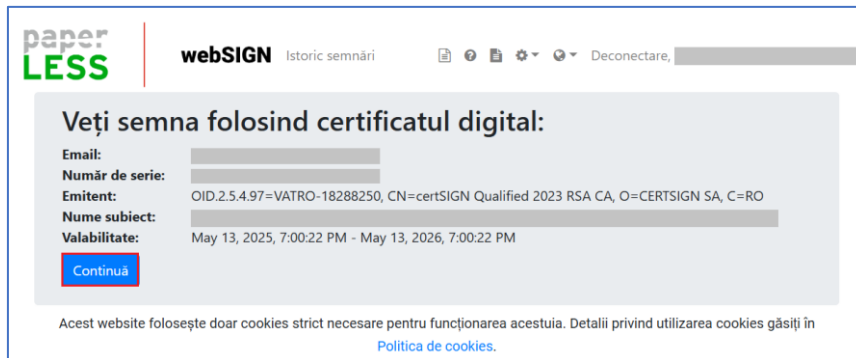 paper
LESS
webSIGN Istoric semnări Deconectare,
Veți semna folosind certificatul digital:
Email:
Număr de serie:
Emitent: OID.2.5.4.97=VATRO-18288250, CN=certSIGN Qualified 2023 RSA CA, O=CERTSIGN SA, C=RO
Nume subiect:
Valabilitate: May 13, 2025, 7:00:22 PM - May 13, 2026, 7:00:22 PM
Continuă
Acest website folosește doar cookies strict necesare pentru funcționarea acestuia. Detalii privind utilizarea cookies găsiți în
Politica de cookies.